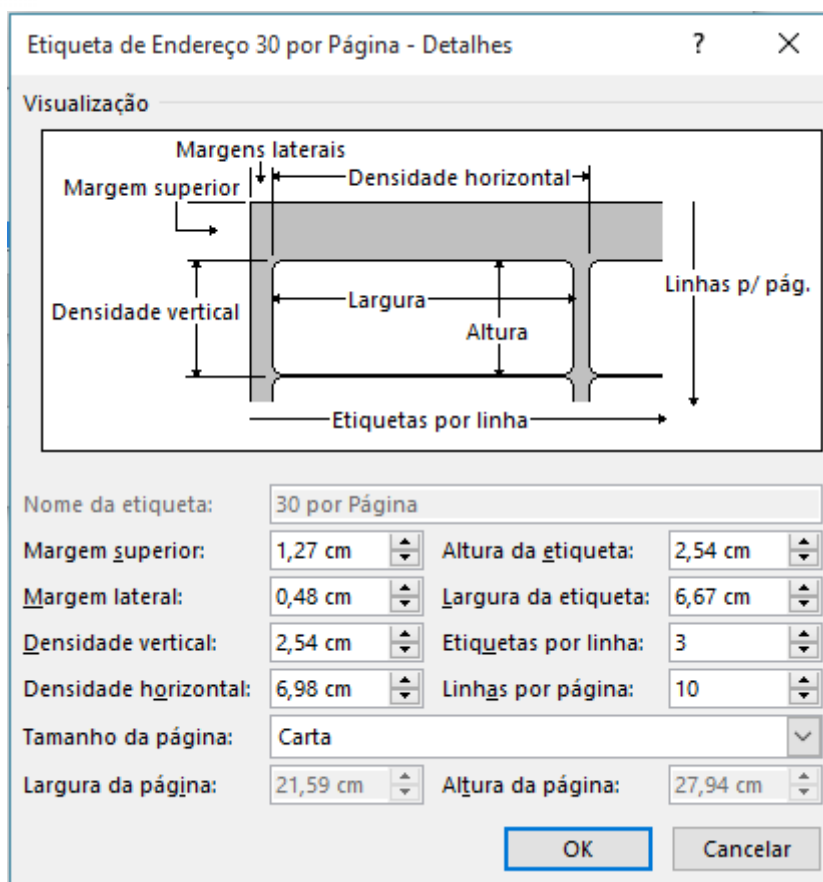 Etiqueta de Endereço 30 por Página - Detalhes ? ×
Visualização
Margens laterais
Margem superior
Densidade horizontal
Densidade vertical
Largura
Altura
Linhas p/ pág.
Etiquetas por linha
Nome da etiqueta: 30 por Página
Margem superior: 1,27 cm Altura da etiqueta: 2,54 cm
Margem lateral: 0,48 cm Largura da etiqueta: 6,67 cm
Densidade vertical: 2,54 cm Etiquetas por linha: 3
Densidade horizontal: 6,98 cm Linhas por página: 10
Tamanho da página: Carta
Largura da página: 21,59 cm Altura da página: 27,94 cm
OK Cancelar